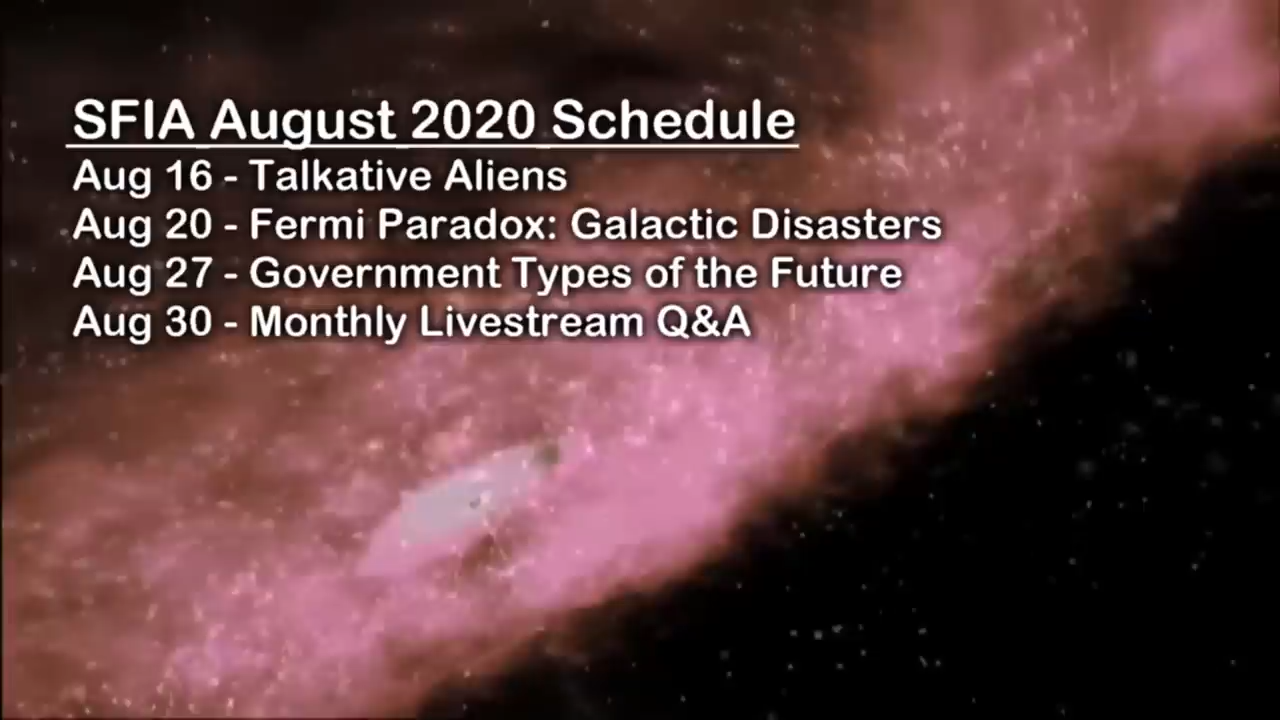 SFIA August 2020 Schedule
Aug 16 - Talkative Aliens
Aug 20 - Fermi Paradox: Galactic Disasters
Aug 27 - Government Types of the Future
Aug 30 - Monthly Livestream Q&A